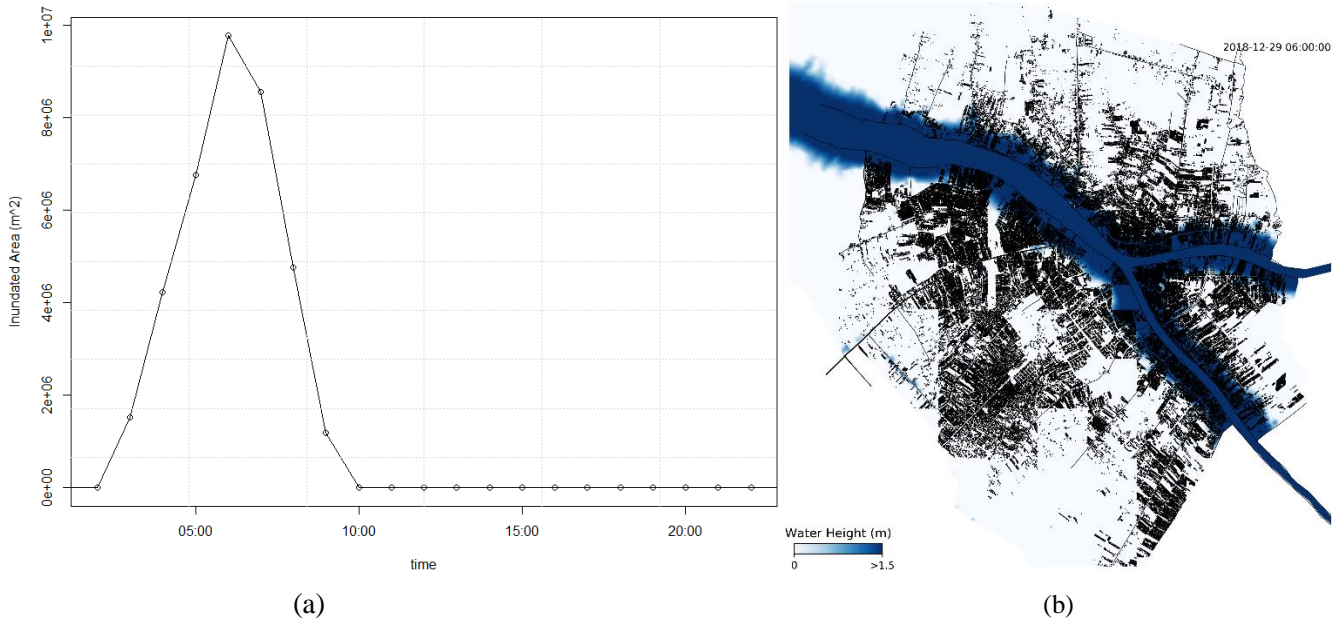 1e+07
8e+06
6e+06
4e+06
2e+06
0e+00
Inundated Area (m^2)
05:00
10:00
15:00
20:00
time
(a)
2018-12-29 06:00:00
Water Height (m)
0
>1.5
(b)